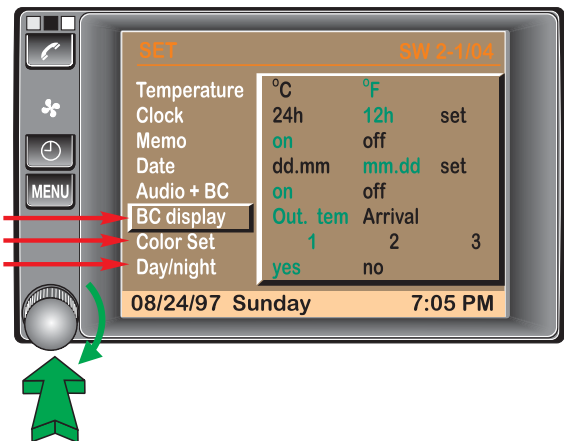 SET SW 2-1/04
Temperature °C °F
Clock 24h 12h set
Memo on off
Date dd.mm mm.dd set
Audio + BC on off
MENU
BC display Out. tem Arrival
Color Set 1 2 3
Day/night yes no
08/24/97 Sunday 7:05 PM